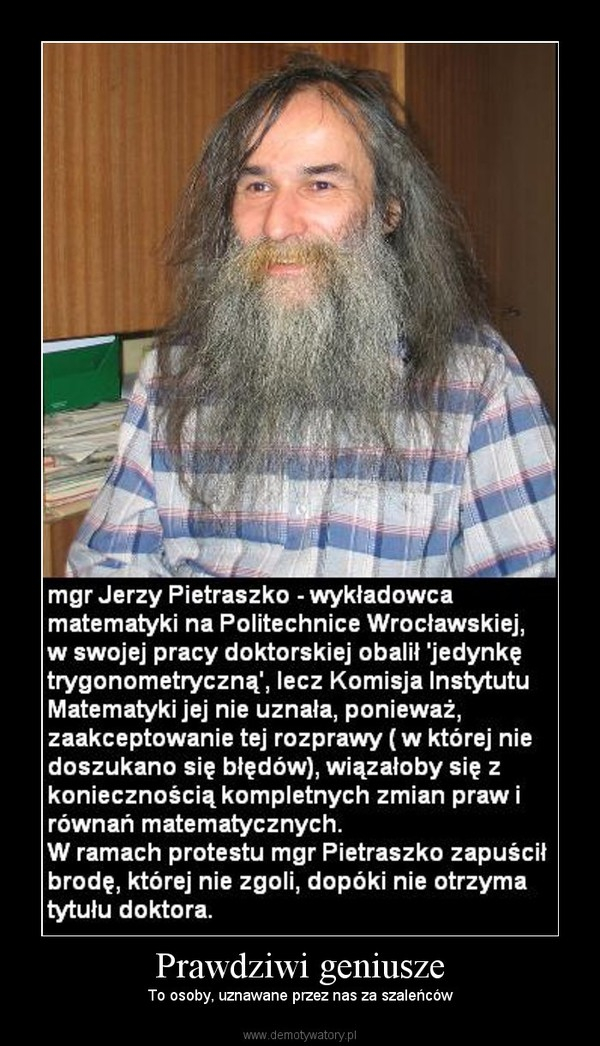 mgr Jerzy Pietraszko - wykładowca
matematyki na Politechnice Wrocławskiej,
w swojej pracy doktorskiej obalił 'jedynkę
trygonometryczną', lecz Komisja Instytutu
Matematyki jej nie uznała, ponieważ,
zaakceptowanie tej rozprawy ( w której nie
doszukano się błędów), wiązałoby się z
koniecznością kompletnych zmian praw i
równań matematycznych.
W ramach protestu mgr Pietraszko zapuścił
brodę, której nie zgoli, dopóki nie otrzyma
tytułu doktora.
Prawdziwi geniusze
To osoby, uznawane przez nas za szaleńców
www.demotywatory.pl